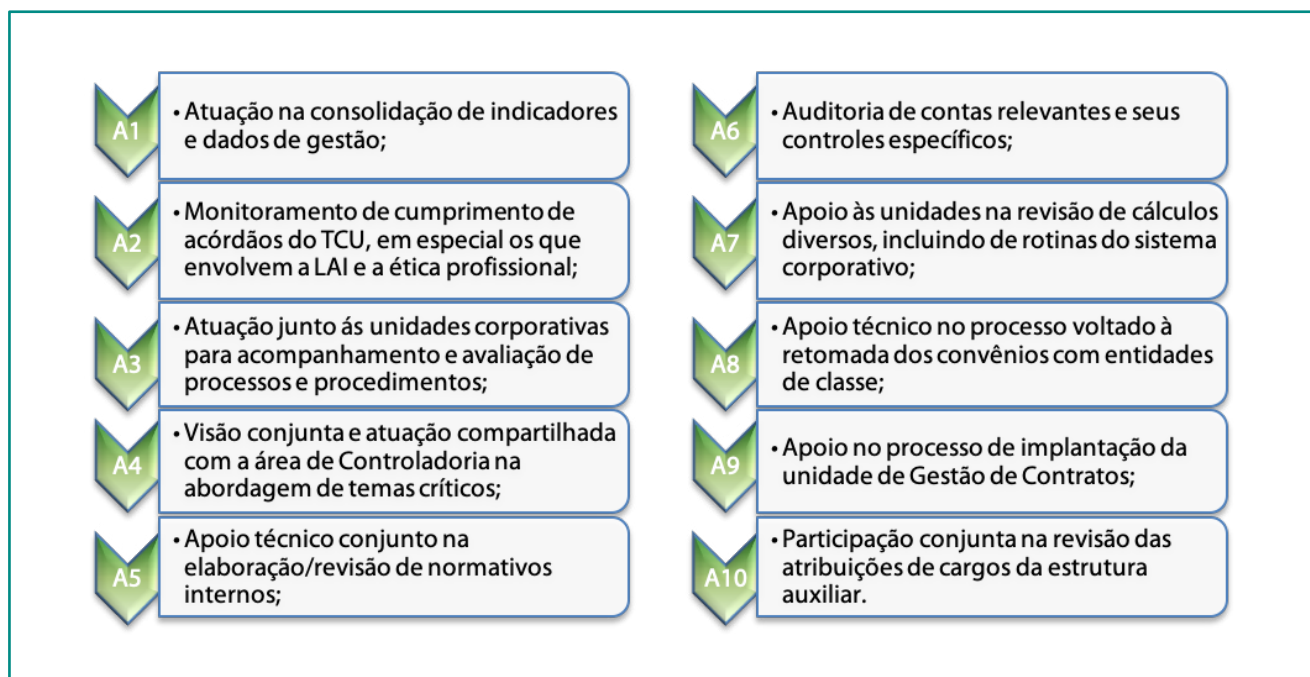 A1
• Atuação na consolidação de indicadores
e dados de gestão;
A2
• Monitoramento de cumprimento de
acórdãos do TCU, em especial os que
envolvem a LAI e a ética profissional;
A3
• Atuação junto ás unidades corporativas
para acompanhamento e avaliação de
processos e procedimentos;
A4
• Visão conjunta e atuação compartilhada
com a área de Controladoria na
abordagem de temas críticos;
A5
• Apoio técnico conjunto na
elaboração/revisão de normativos
internos;
A6
• Auditoria de contas relevantes e seus
controles específicos;
A7
• Apoio às unidades na revisão de cálculos
diversos, incluindo de rotinas do sistema
corporativo;
A8
• Apoio técnico no processo voltado à
retomada dos convênios com entidades
de classe;
A9
• Apoio no processo de implantação da
unidade de Gestão de Contratos;
A10
• Participação conjunta na revisão das
atribuições de cargos da estrutura
auxiliar.